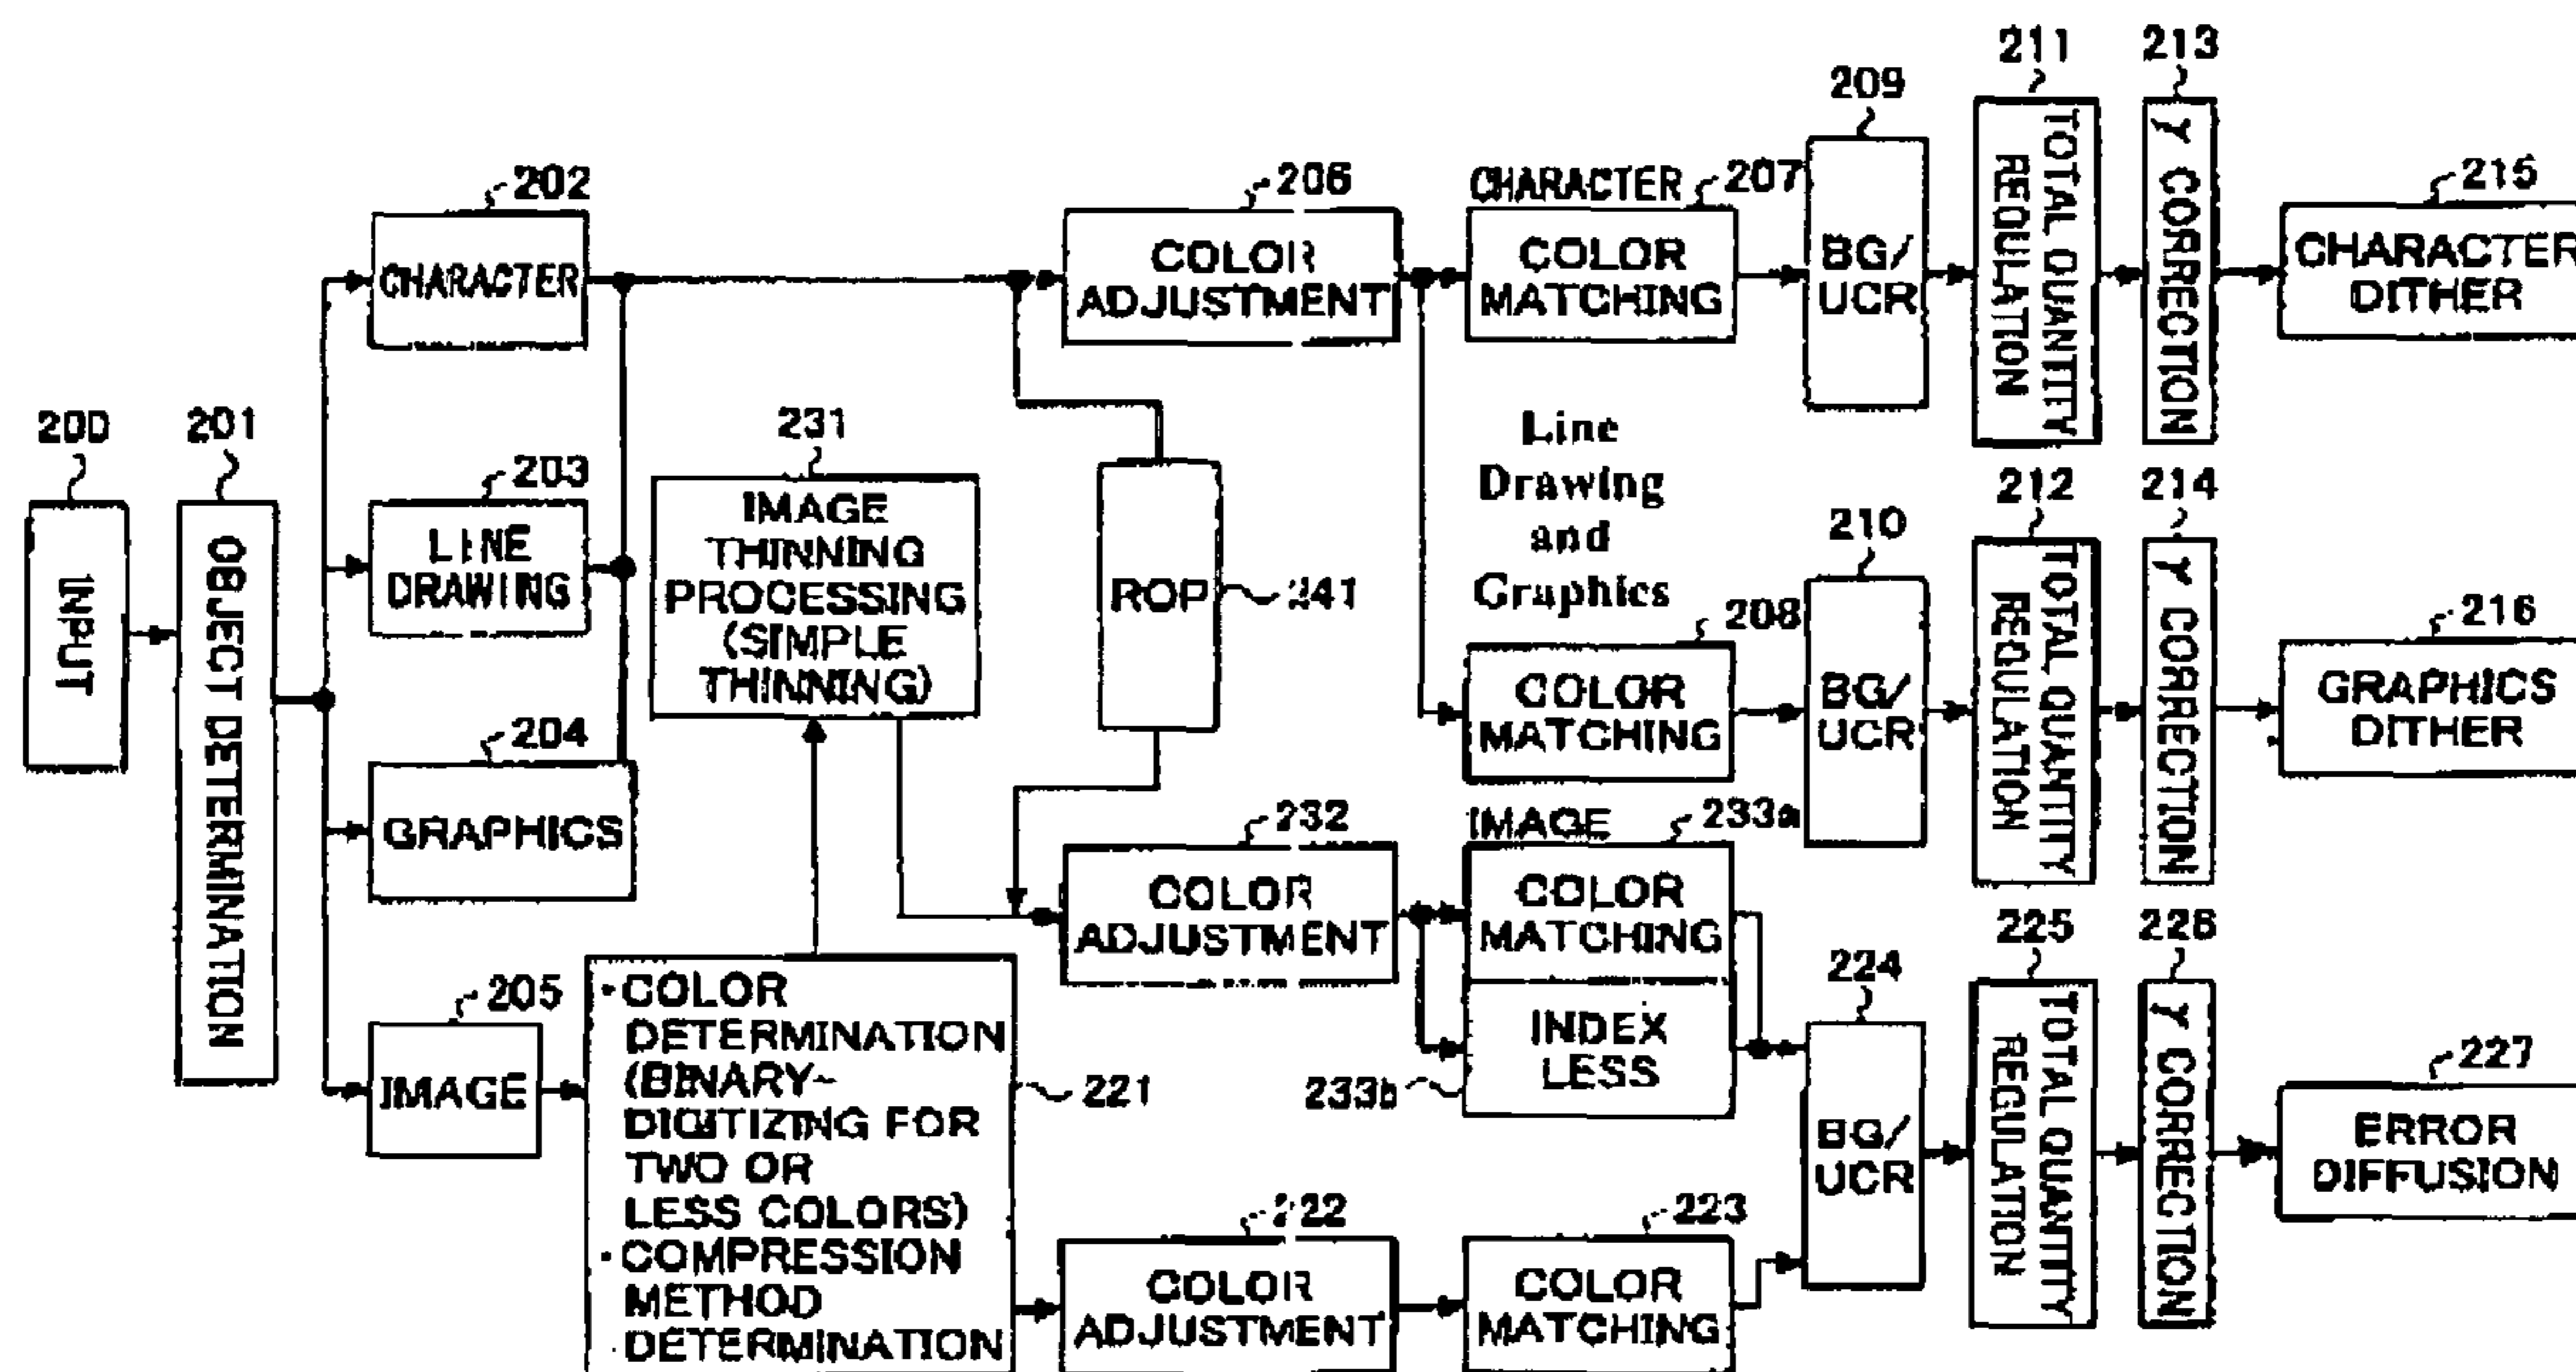 200
INPUT
201
OBJECT DETERMINATION
202
CHARACTER
203
LINE
DRAWING
204
GRAPHICS
205
IMAGE
231
IMAGE
THINNING
PROCESSING
(SIMPLE
THINNING)
·COLOR
DETERMINATION
(BINARY-
DIGITIZING FOR
TWO OR
LESS COLORS)
·COMPRESSION
METHOD
DETERMINATION
221
206
COLOR
ADJUSTMENT
ROP
241
232
COLOR
ADJUSTMENT
222
COLOR
ADJUSTMENT
CHARACTER
207
COLOR
MATCHING
Line
Drawing
and
Graphics
208
COLOR
MATCHING
IMAGE
233a
COLOR
MATCHING
INDEX
LESS
233b
223
COLOR
MATCHING
209
BG/
UCR
210
BG/
UCR
224
BG/
UCR
211
TOTAL QUANTITY
REGULATION
212
TOTAL QUANTITY
REGULATION
225
TOTAL QUANTITY
REGULATION
213
γ CORRECTION
214
γ CORRECTION
226
γ CORRECTION
215
CHARACTER
DITHER
216
GRAPHICS
DITHER
227
ERROR
DIFFUSION